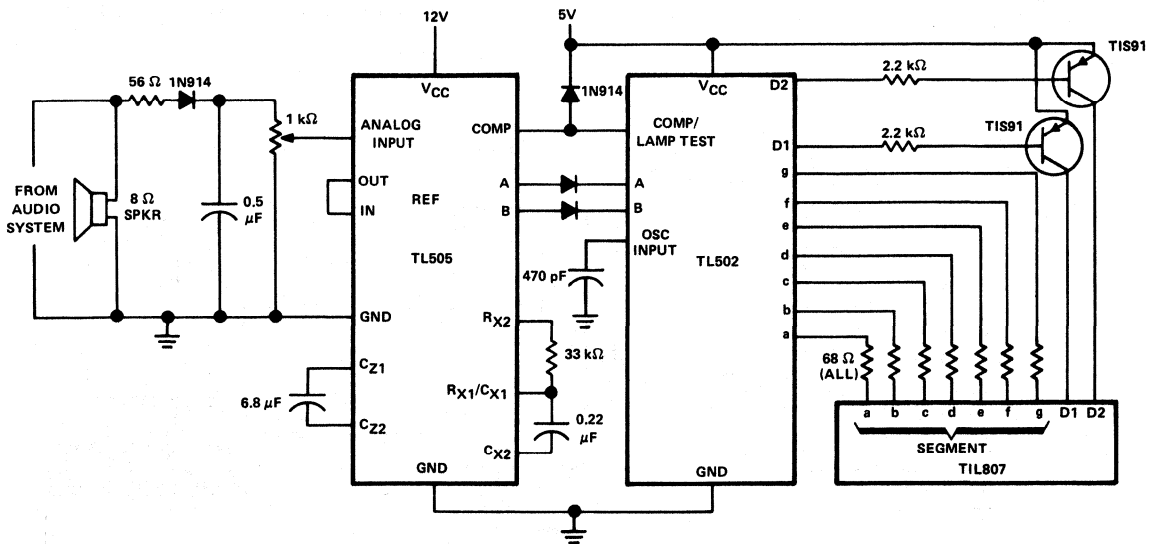 12V
5V
TIS91
56 Ω 1N914
1 kΩ
VCC
ANALOG
INPUT
OUT
IN
REF
COMP
A
B
TL505
GND
RX2
CZ1
RX1/CX1
CZ2
CX2
GND
FROM
AUDIO
SYSTEM
8 Ω
SPKR
0.5
μF
6.8 μF
33 kΩ
0.22
μF
1N914
470 pF
VCC
COMP/
LAMP TEST
A
B
OSC
INPUT
TL502
GND
D2
D1
g
f
e
d
c
b
a
2.2 kΩ
2.2 kΩ
TIS91
68 Ω
(ALL)
a b c d e f g D1 D2
SEGMENT
TIL807